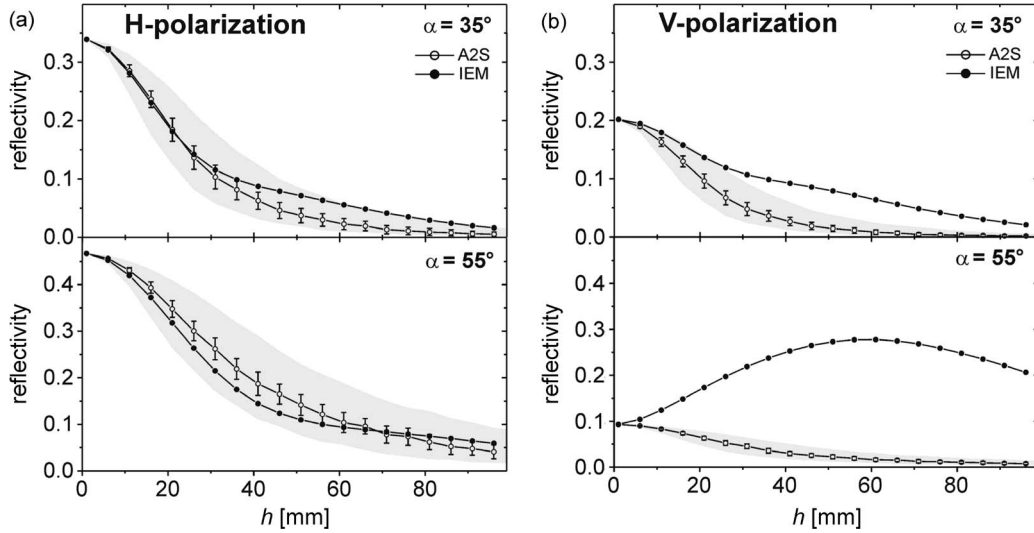 (a)
H-polarization
α = 35°
A2S
IEM
reflectivity
0.3
0.2
0.1
0.0
α = 55°
reflectivity
0.5
0.4
0.3
0.2
0.1
0.0
0 20 40 60 80
h [mm]
(b)
V-polarization
α = 35°
A2S
IEM
reflectivity
0.3
0.2
0.1
0.0
α = 55°
reflectivity
0.4
0.3
0.2
0.1
0.0
0 20 40 60 80
h [mm]